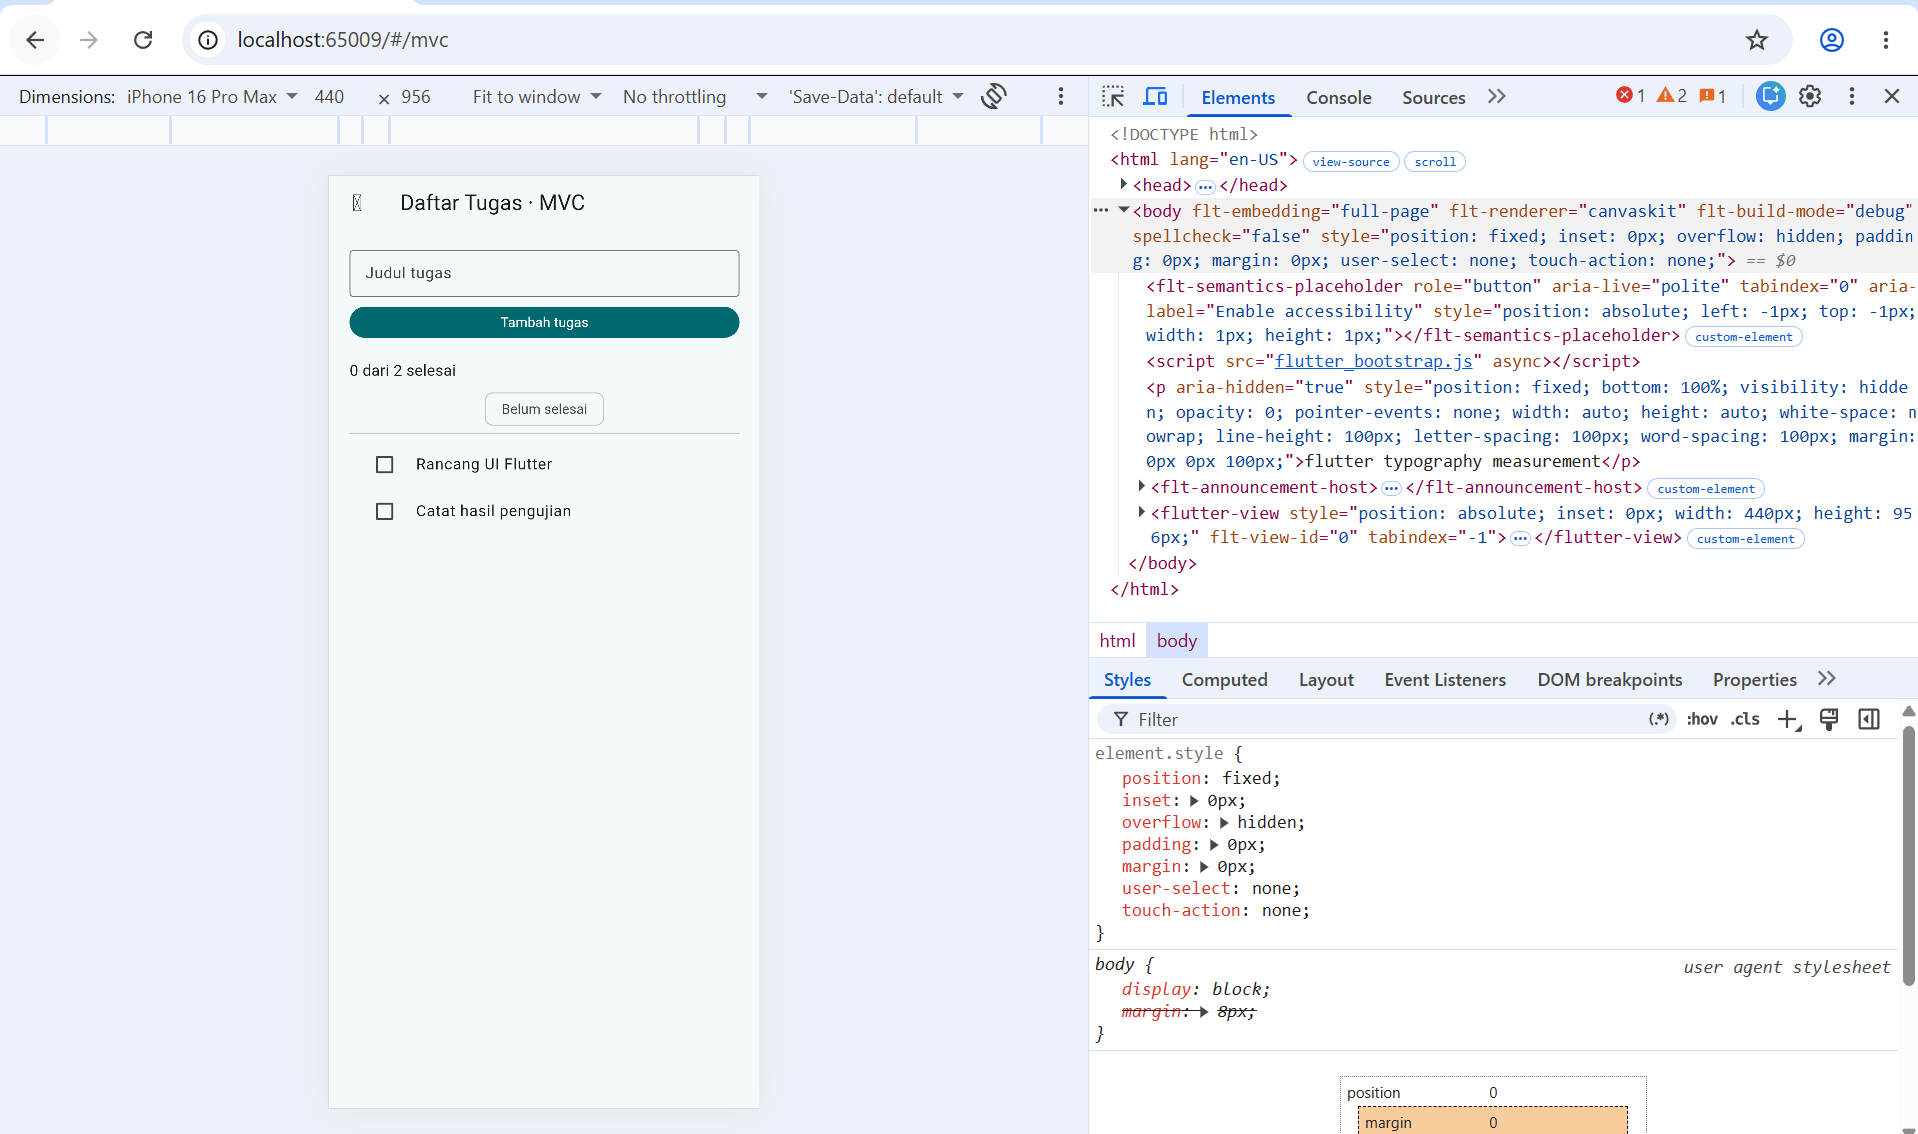 localhost:65009/#/mvc
Dimensions: iPhone 16 Pro Max 440 × 956 Fit to window No throttling 'Save-Data': default
Elements Console Sources 1 2 1
Daftar Tugas · MVC
Judul tugas
Tambah tugas
0 dari 2 selesai
Belum selesai
Rancang UI Flutter
Catat hasil pengujian
<!DOCTYPE html>
<html lang="en-US"> view-source scroll
<head> ••• </head>
••• <body flt-embedding="full-page" flt-renderer="canvaskit" flt-build-mode="debug"
spellcheck="false" style="position: fixed; inset: 0px; overflow: hidden; paddin
g: 0px; margin: 0px; user-select: none; touch-action: none;"> == $0
<flt-semantics-placeholder role="button" aria-live="polite" tabindex="0" aria-
label="Enable accessibility" style="position: absolute; left: -1px; top: -1px;
width: 1px; height: 1px;"></flt-semantics-placeholder> custom-element
<script src="flutter_bootstrap.js" async></script>
<p aria-hidden="true" style="position: fixed; bottom: 100%; visibility: hidde
n; opacity: 0; pointer-events: none; width: auto; height: auto; white-space: n
owrap; line-height: 100px; letter-spacing: 100px; word-spacing: 100px; margin:
0px 0px 100px;">flutter typography measurement</p>
<flt-announcement-host> ••• </flt-announcement-host> custom-element
<flutter-view style="position: absolute; inset: 0px; width: 440px; height: 95
6px;" flt-view-id="0" tabindex="-1"> ••• </flutter-view> custom-element
</body>
</html>
html body
Styles Computed Layout Event Listeners DOM breakpoints Properties
Filter (.*) :hov .cls
element.style {
position: fixed;
inset: 0px;
overflow: hidden;
padding: 0px;
margin: 0px;
user-select: none;
touch-action: none;
}
body { user agent stylesheet
display: block;
margin: 8px;
}
position 0
margin 0